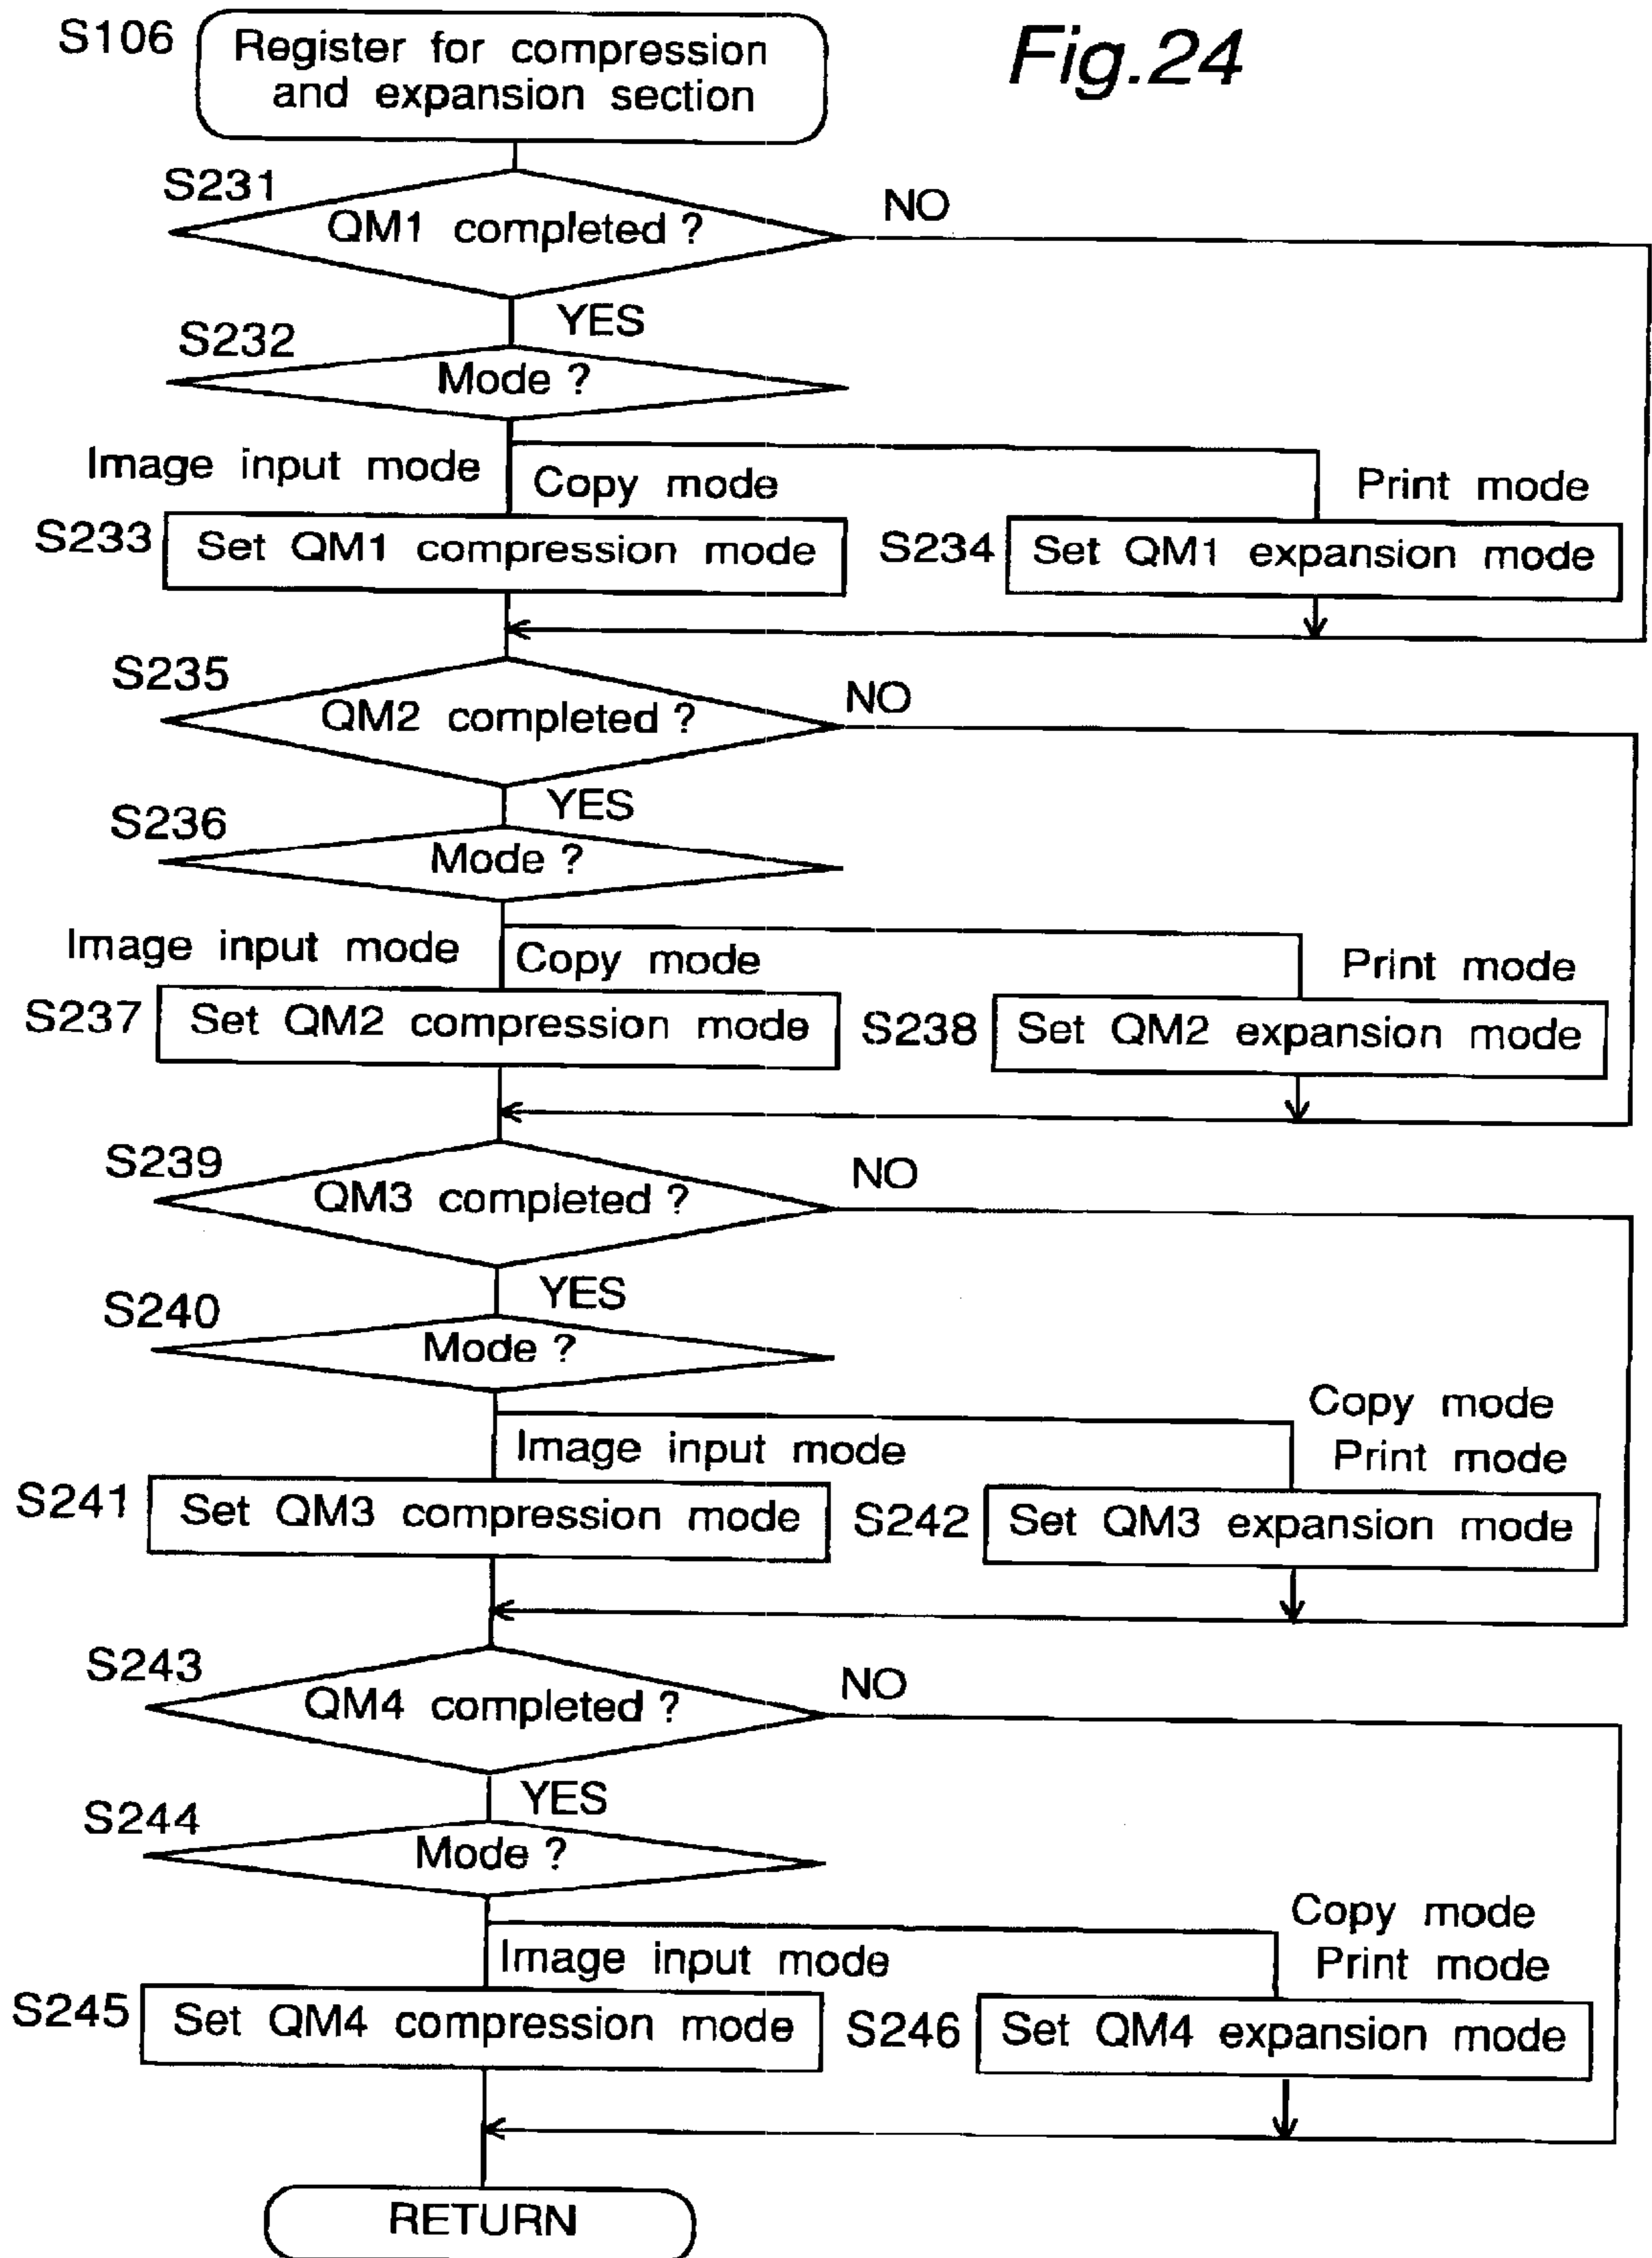 Fig.24
S106
Register for compression
and expansion section
S231
QM1 completed ?
NO
YES
S232
Mode ?
Image input mode
Copy mode
Print mode
S233
Set QM1 compression mode
S234
Set QM1 expansion mode
S235
QM2 completed ?
NO
YES
S236
Mode ?
Image input mode
Copy mode
Print mode
S237
Set QM2 compression mode
S238
Set QM2 expansion mode
S239
QM3 completed ?
NO
YES
S240
Mode ?
Image input mode
Copy mode
Print mode
S241
Set QM3 compression mode
S242
Set QM3 expansion mode
S243
QM4 completed ?
NO
YES
S244
Mode ?
Image input mode
Copy mode
Print mode
S245
Set QM4 compression mode
S246
Set QM4 expansion mode
RETURN